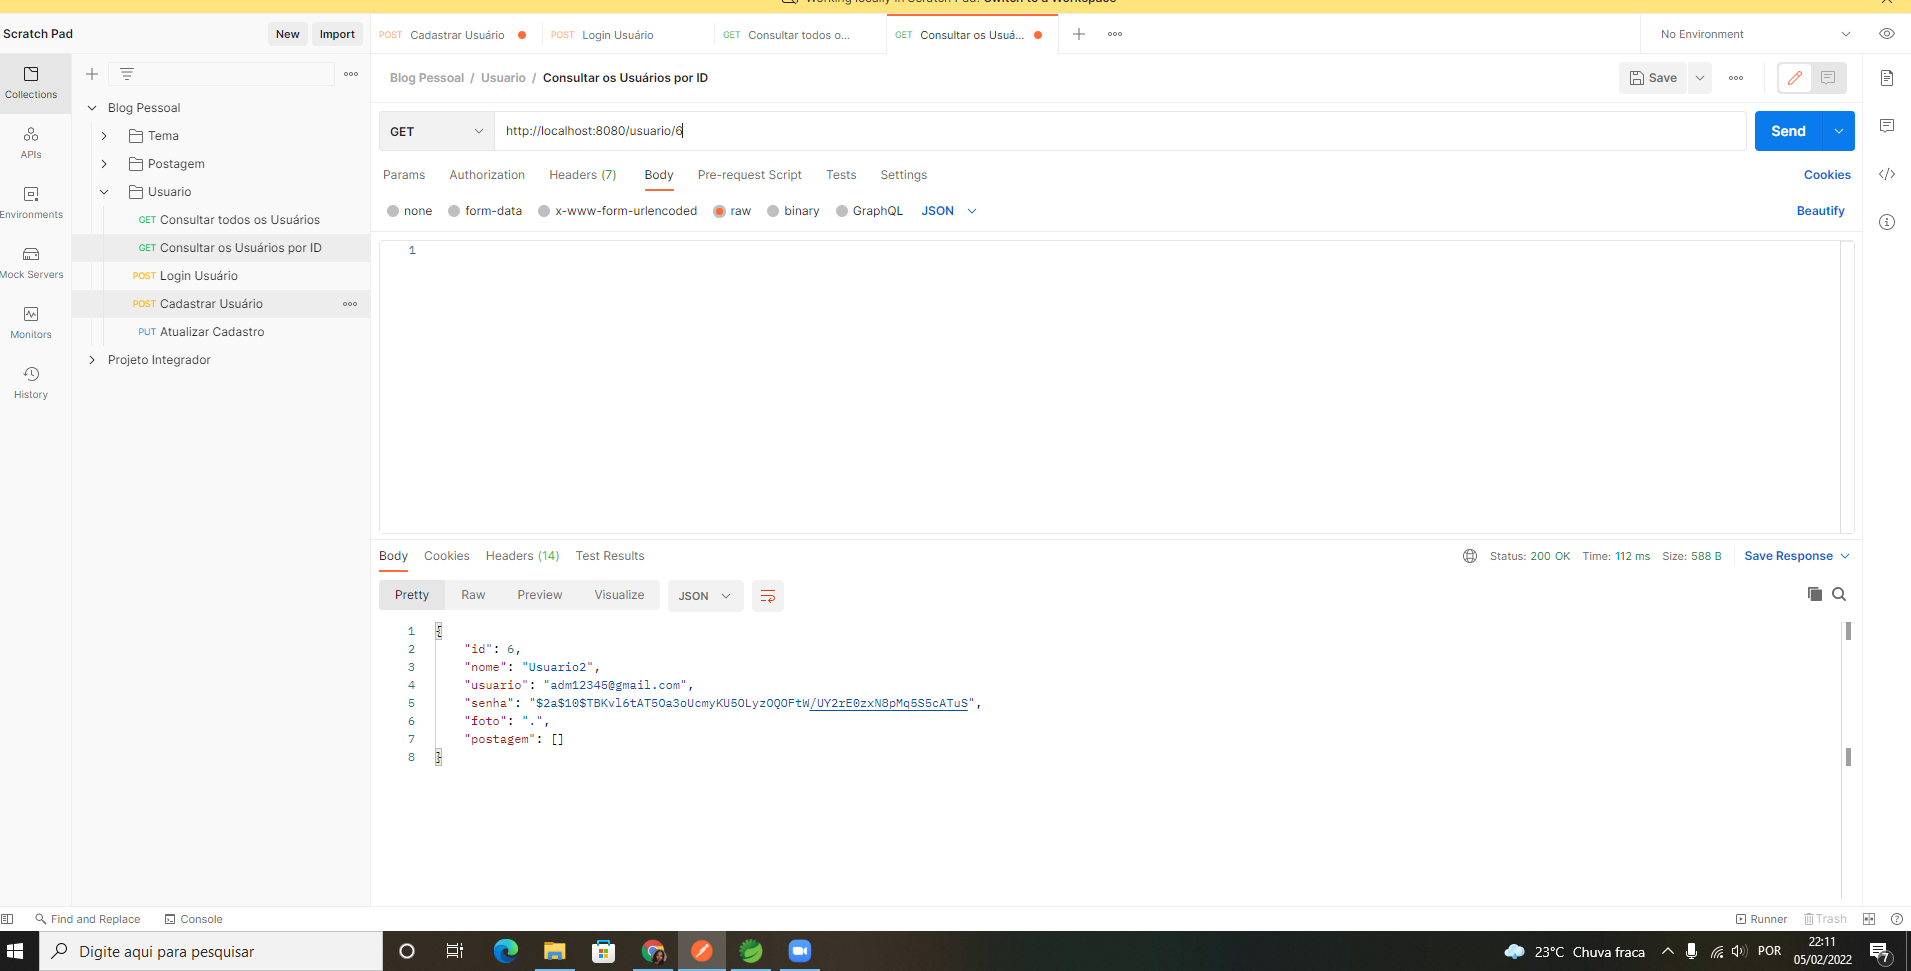 Working locally in Scratch Pad. Switch to a Workspace
Scratch Pad
New
Import
POST Cadastrar Usuário
POST Login Usuário
GET Consultar todos o...
GET Consultar os Usuá...
No Environment
Collections
APIs
Environments
Mock Servers
Monitors
History
Blog Pessoal
Tema
Postagem
Usuario
GET Consultar todos os Usuários
GET Consultar os Usuários por ID
POST Login Usuário
POST Cadastrar Usuário
PUT Atualizar Cadastro
Projeto Integrador
Blog Pessoal / Usuario / Consultar os Usuários por ID
Save
GET
http://localhost:8080/usuario/6
Send
Params Authorization Headers (7) Body Pre-request Script Tests Settings
Cookies
none form-data x-www-form-urlencoded raw binary GraphQL JSON
Beautify
1
Body Cookies Headers (14) Test Results
Status: 200 OK Time: 112 ms Size: 588 B Save Response
Pretty Raw Preview Visualize JSON
1 {
2 "id": 6,
3 "nome": "Usuario2",
4 "usuario": "adm12345@gmail.com",
5 "senha": "$2a$10$TBKvl6tAT5Oa3oUcmyKU5OLyzOQOFtW/UY2rE0zxN8pMq5S5cATuS",
6 "foto": ".",
7 "postagem": []
8 }
Find and Replace
Console
Runner
Trash
Digite aqui para pesquisar
23°C Chuva fraca
POR
22:11
05/02/2022
7